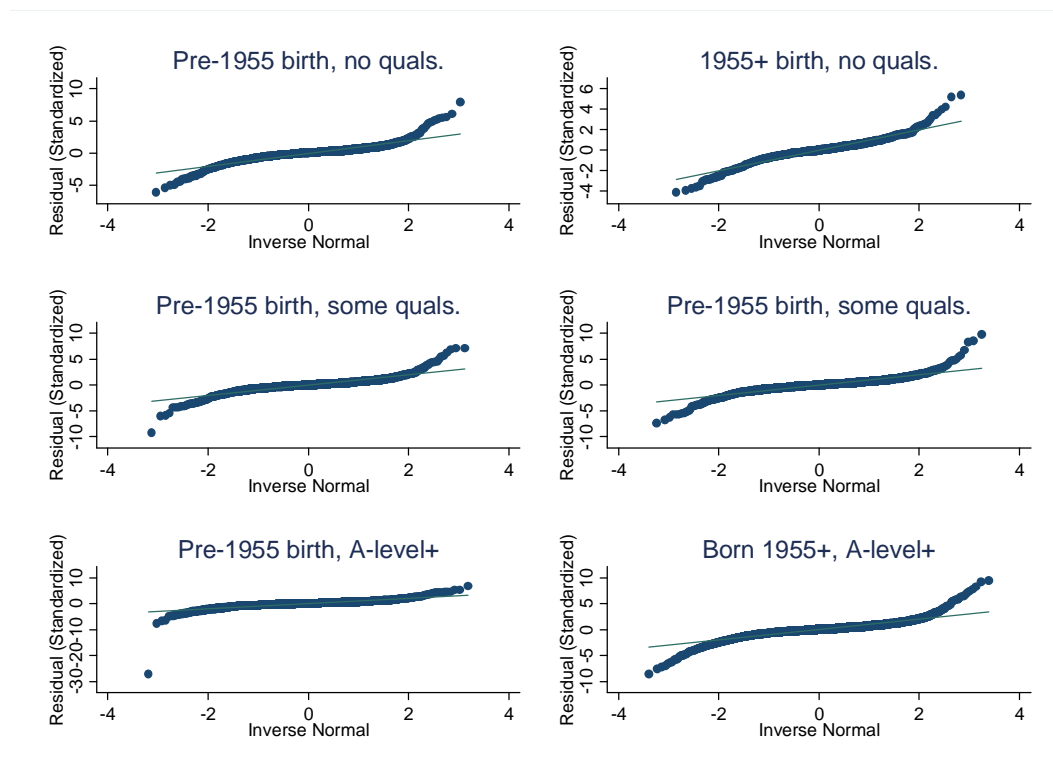 Pre-1955 birth, no quals.
Residual (Standardized)
10
5
0
-5
-4 -2 0 2 4
Inverse Normal
1955+ birth, no quals.
Residual (Standardized)
6
4
2
0
-2
-4
-4 -2 0 2 4
Inverse Normal
Pre-1955 birth, some quals.
Residual (Standardized)
10
5
0
-5
-10
-4 -2 0 2 4
Inverse Normal
Pre-1955 birth, some quals.
Residual (Standardized)
10
5
0
-5
-10
-4 -2 0 2 4
Inverse Normal
Pre-1955 birth, A-level+
Residual (Standardized)
10
0
-10
-20
-30
-4 -2 0 2 4
Inverse Normal
Born 1955+, A-level+
Residual (Standardized)
10
5
0
-5
-10
-4 -2 0 2 4
Inverse Normal